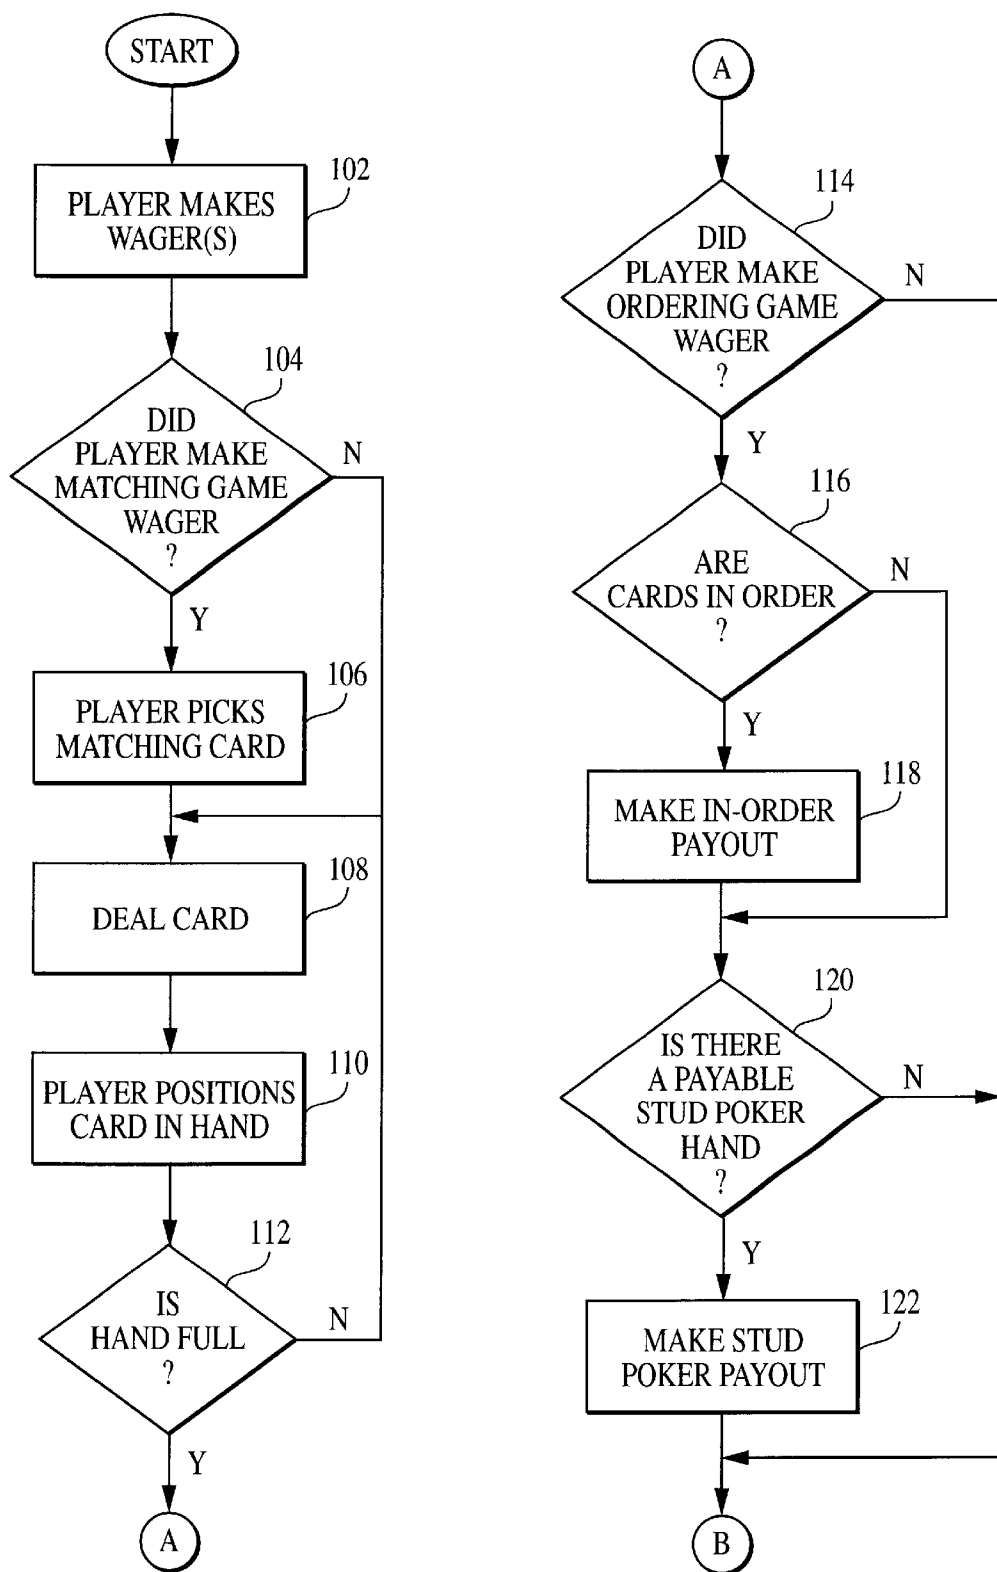 START
102
PLAYER MAKES
WAGER(S)
104
DID
PLAYER MAKE
MATCHING GAME
WAGER
?
N
Y
106
PLAYER PICKS
MATCHING CARD
108
DEAL CARD
110
PLAYER POSITIONS
CARD IN HAND
112
IS
HAND FULL
?
N
Y
A
A
114
DID
PLAYER MAKE
ORDERING GAME
WAGER
?
N
Y
116
ARE
CARDS IN ORDER
?
N
Y
118
MAKE IN-ORDER
PAYOUT
120
IS THERE
A PAYABLE
STUD POKER
HAND
?
N
Y
122
MAKE STUD
POKER PAYOUT
B